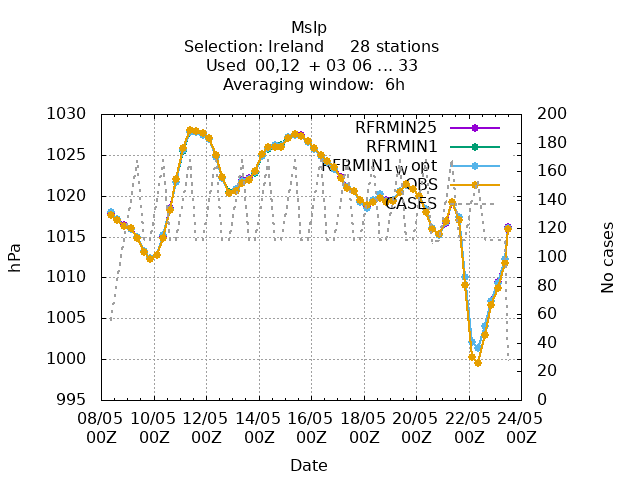 Mslp
Selection: Ireland 28 stations
Used 00,12 + 03 06 ... 33
Averaging window: 6h
1030
1025
1020
1015
1010
1005
1000
995
hPa
RFRMIN25
RFRMIN1
RFRMIN1_w opt
OBS
CASES
200
180
160
140
120
100
80
60
40
20
0
No cases
08/05 10/05 12/05 14/05 16/05 18/05 20/05 22/05 24/05
00Z 00Z 00Z 00Z 00Z 00Z 00Z 00Z 00Z
Date